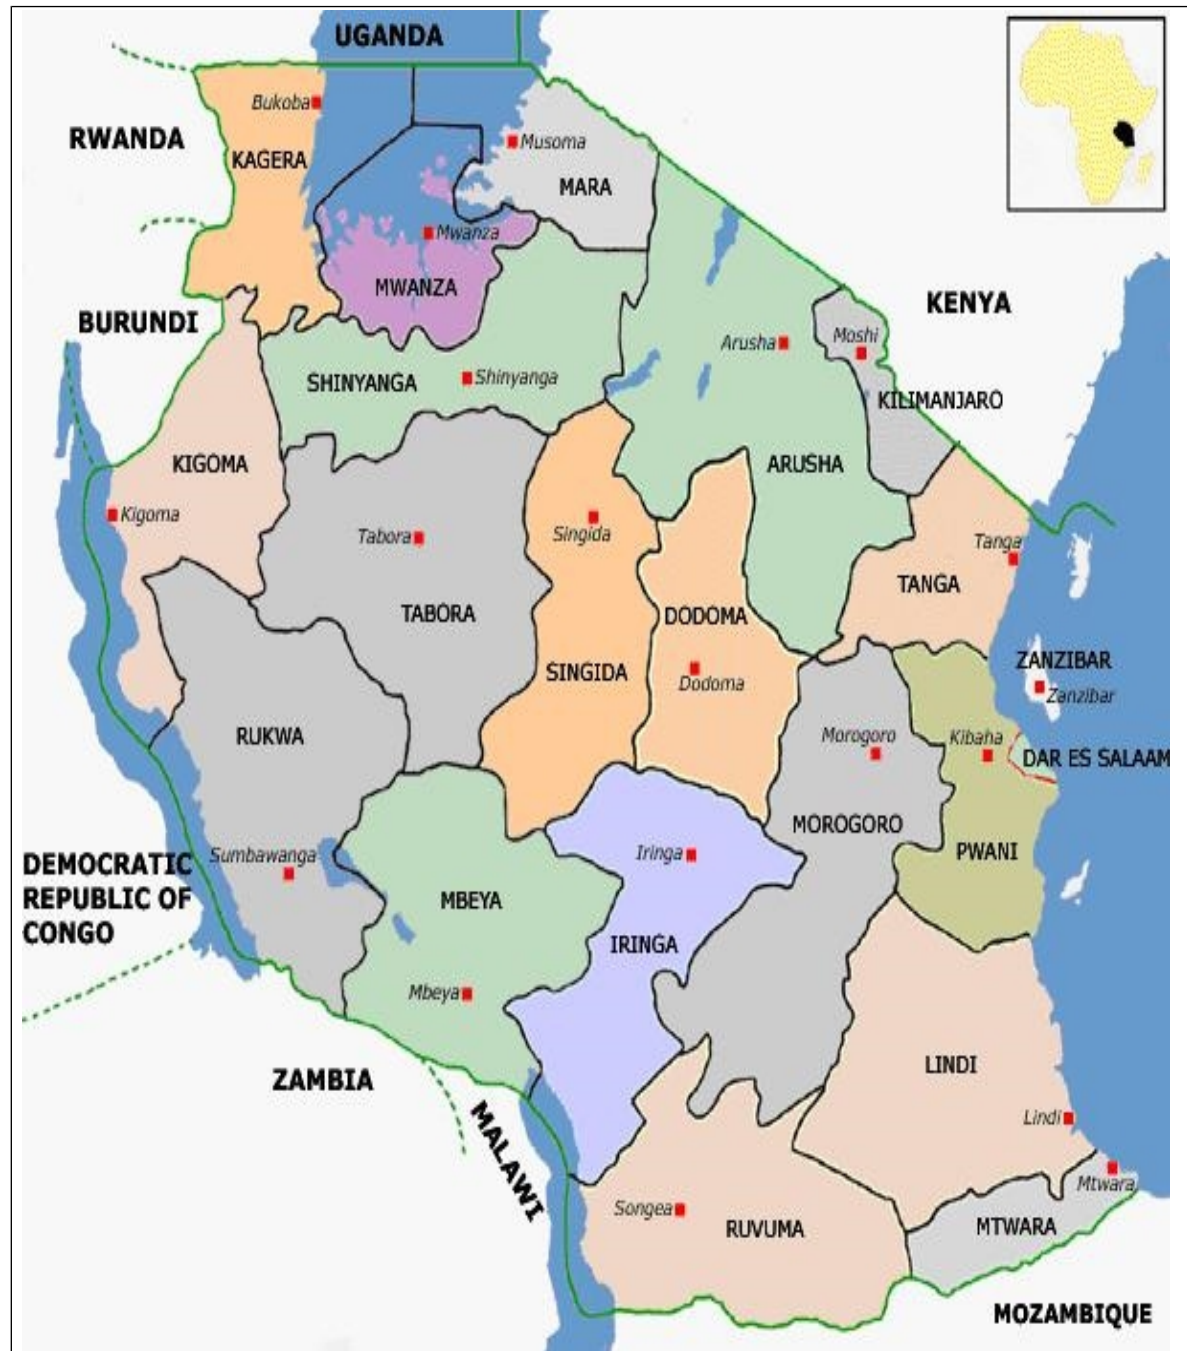 UGANDA
Bukoba
RWANDA
Musoma
KAGERA
MARA
Mwanza
MWANZA
KENYA
BURUNDI
Moshi
Arusha
Shinyanga
SHINYANGA
KILIMANJARO
KIGOMA
ARUSHA
Kigoma
Tabora
Singida
Tanga
TANGA
TABORA
DODOMA
ZANZIBAR
SINGIDA
Dodoma
Zanzibar
RUKWA
Morogoro
Kibaha
DAR ES SALAAM
MOROGORO
Sumbawanga
Iringa
PWANI
DEMOCRATIC
REPUBLIC OF
CONGO
MBEYA
IRINGA
Mbeya
LINDI
ZAMBIA
Lindi
MALAWI
Mtwara
Songea
RUVUMA
MTWARA
MOZAMBIQUE